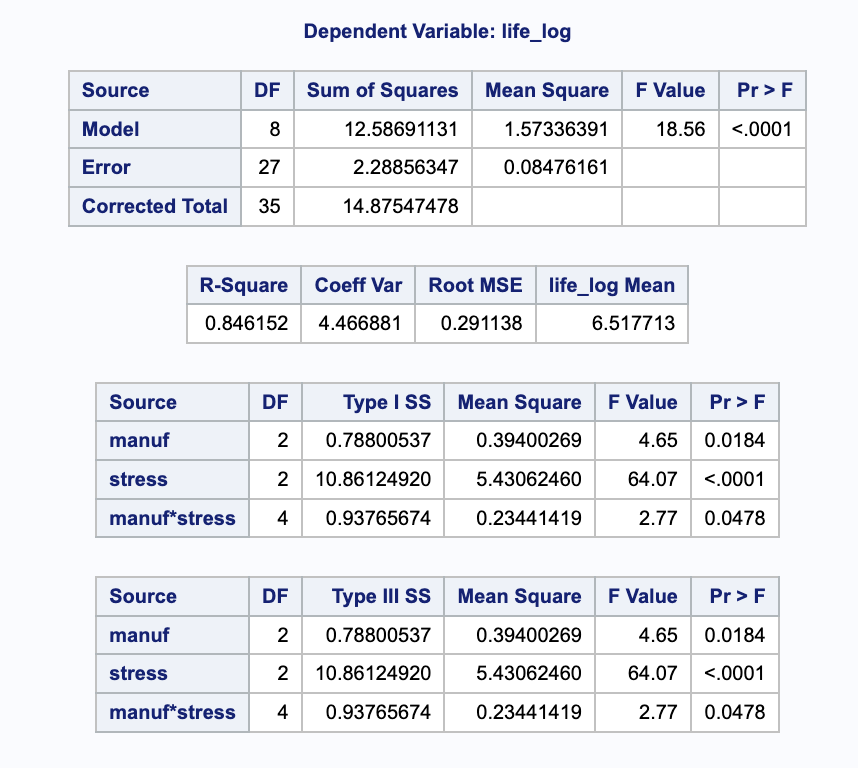 Dependent Variable: life_log
Source DF Sum of Squares Mean Square F Value Pr > F
Model 8 12.58691131 1.57336391 18.56 <.0001
Error 27 2.28856347 0.08476161
Corrected Total 35 14.87547478
R-Square Coeff Var Root MSE life_log Mean
0.846152 4.466881 0.291138 6.517713
Source DF Type I SS Mean Square F Value Pr > F
manuf 2 0.78800537 0.39400269 4.65 0.0184
stress 2 10.86124920 5.43062460 64.07 <.0001
manuf*stress 4 0.93765674 0.23441419 2.77 0.0478
Source DF Type III SS Mean Square F Value Pr > F
manuf 2 0.78800537 0.39400269 4.65 0.0184
stress 2 10.86124920 5.43062460 64.07 <.0001
manuf*stress 4 0.93765674 0.23441419 2.77 0.0478